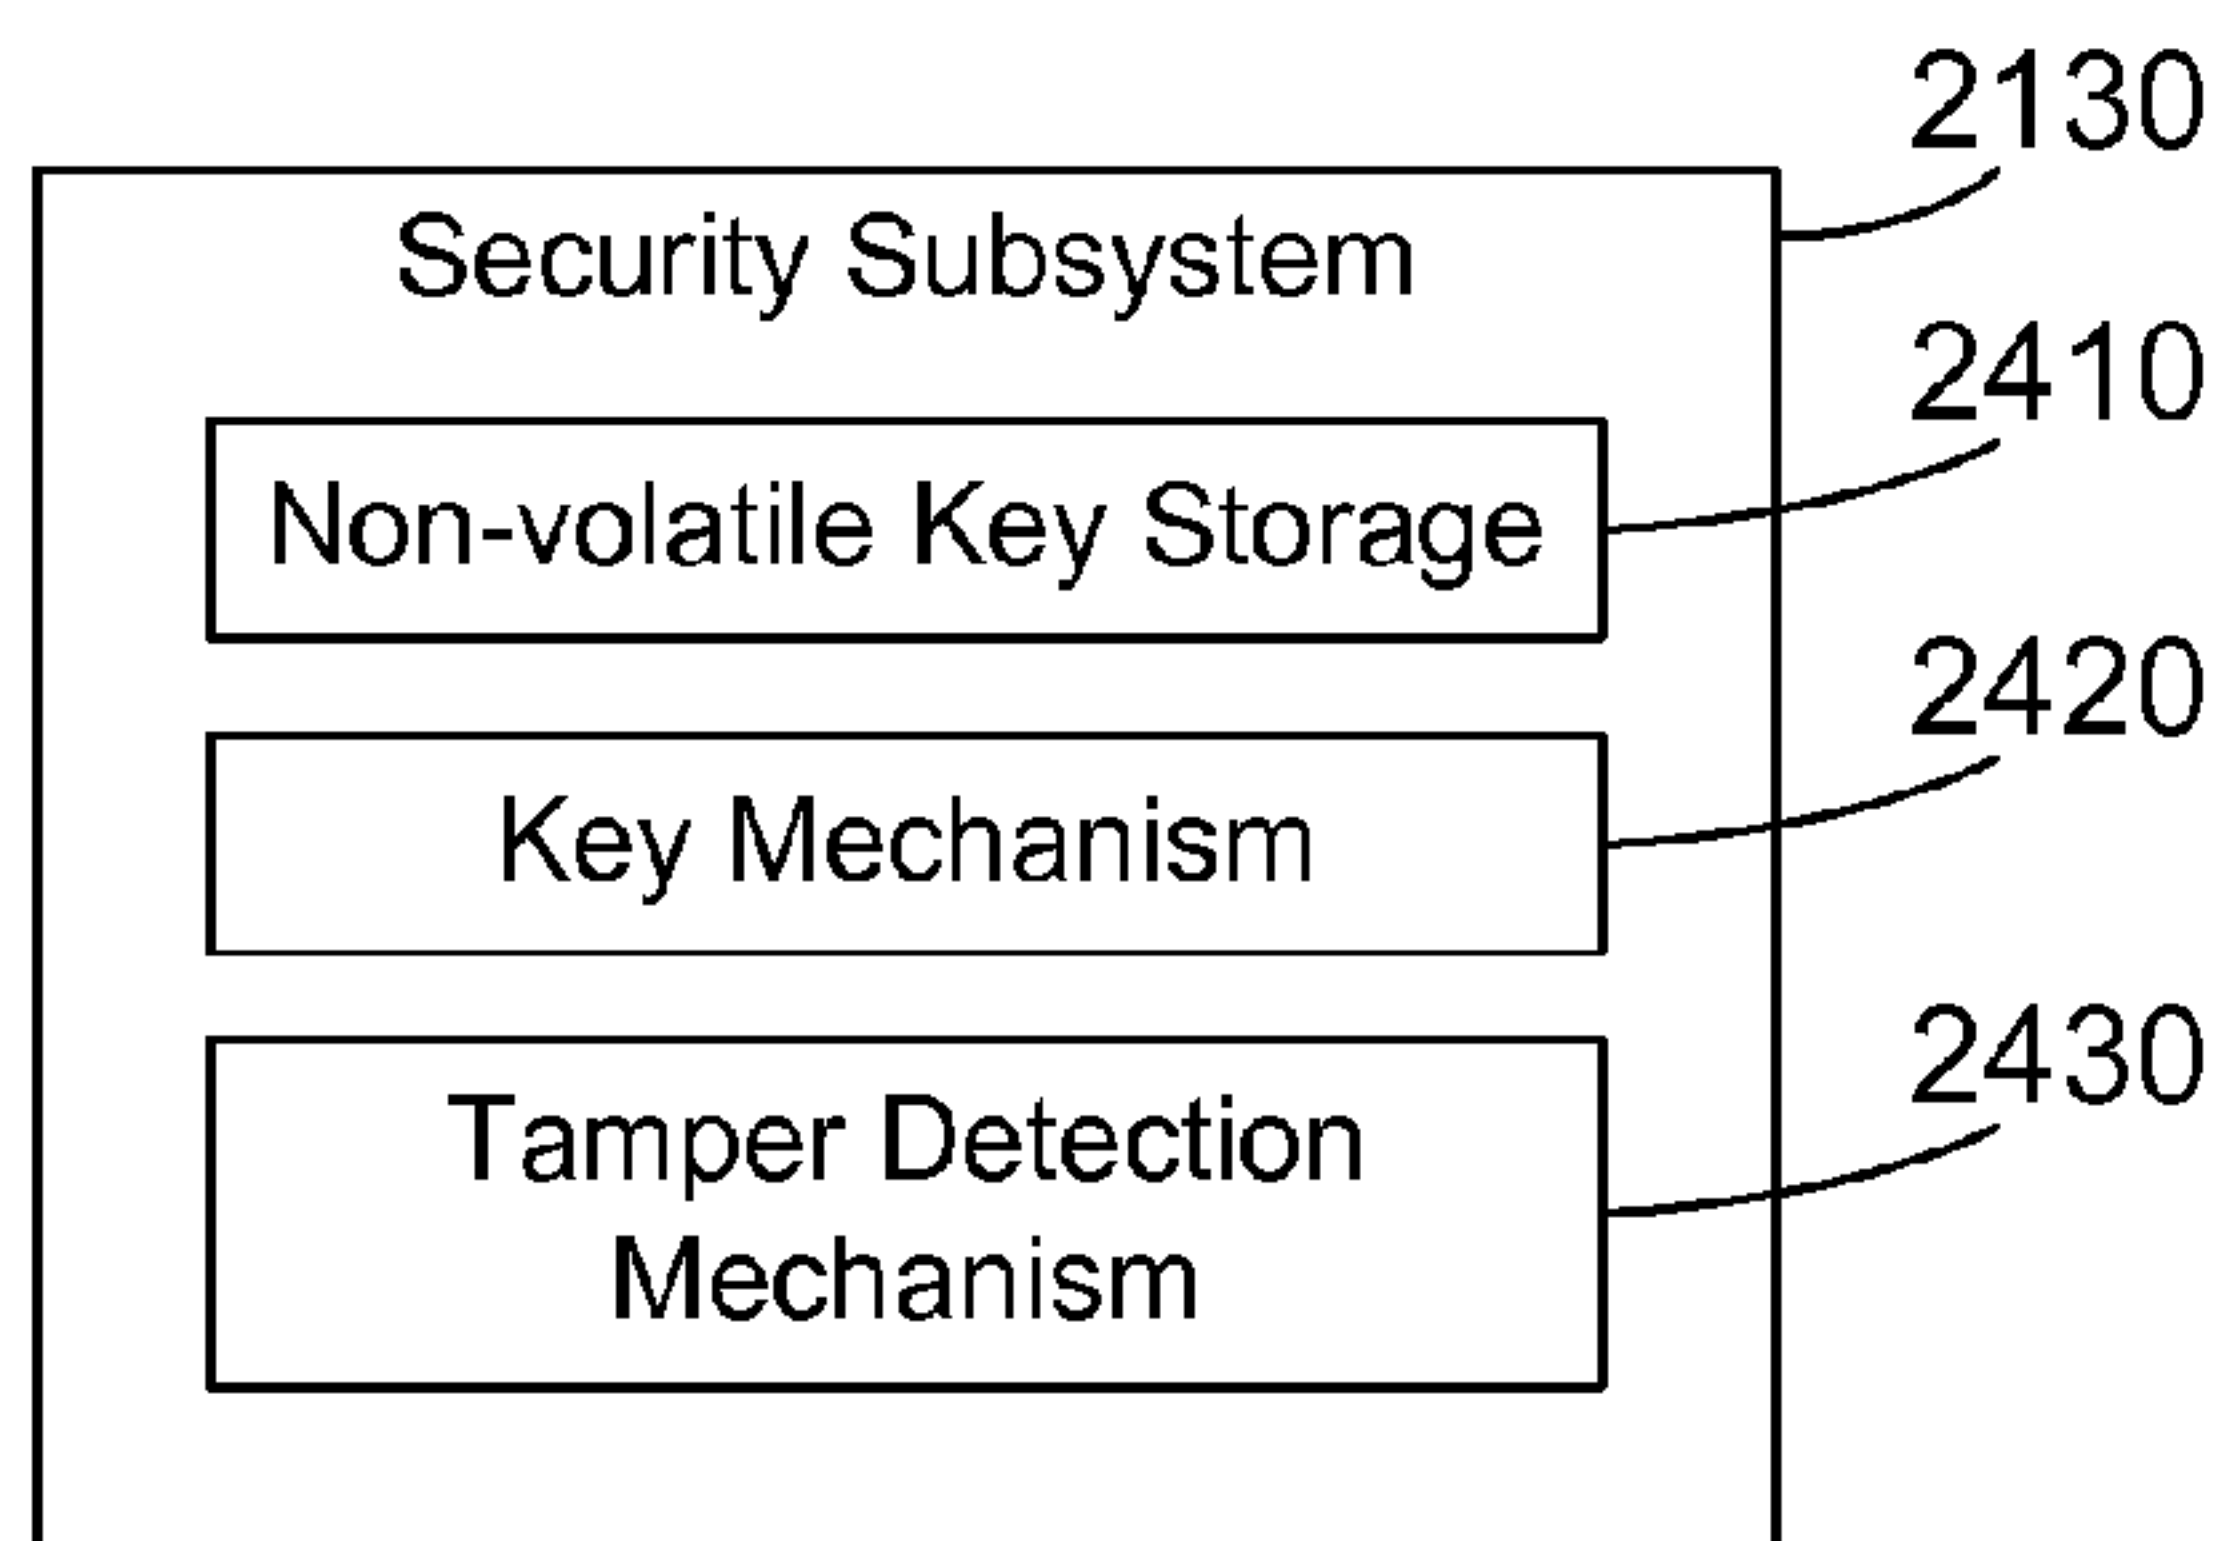 2130
Security Subsystem
2410
Non-volatile Key Storage
2420
Key Mechanism
2430
Tamper Detection
Mechanism